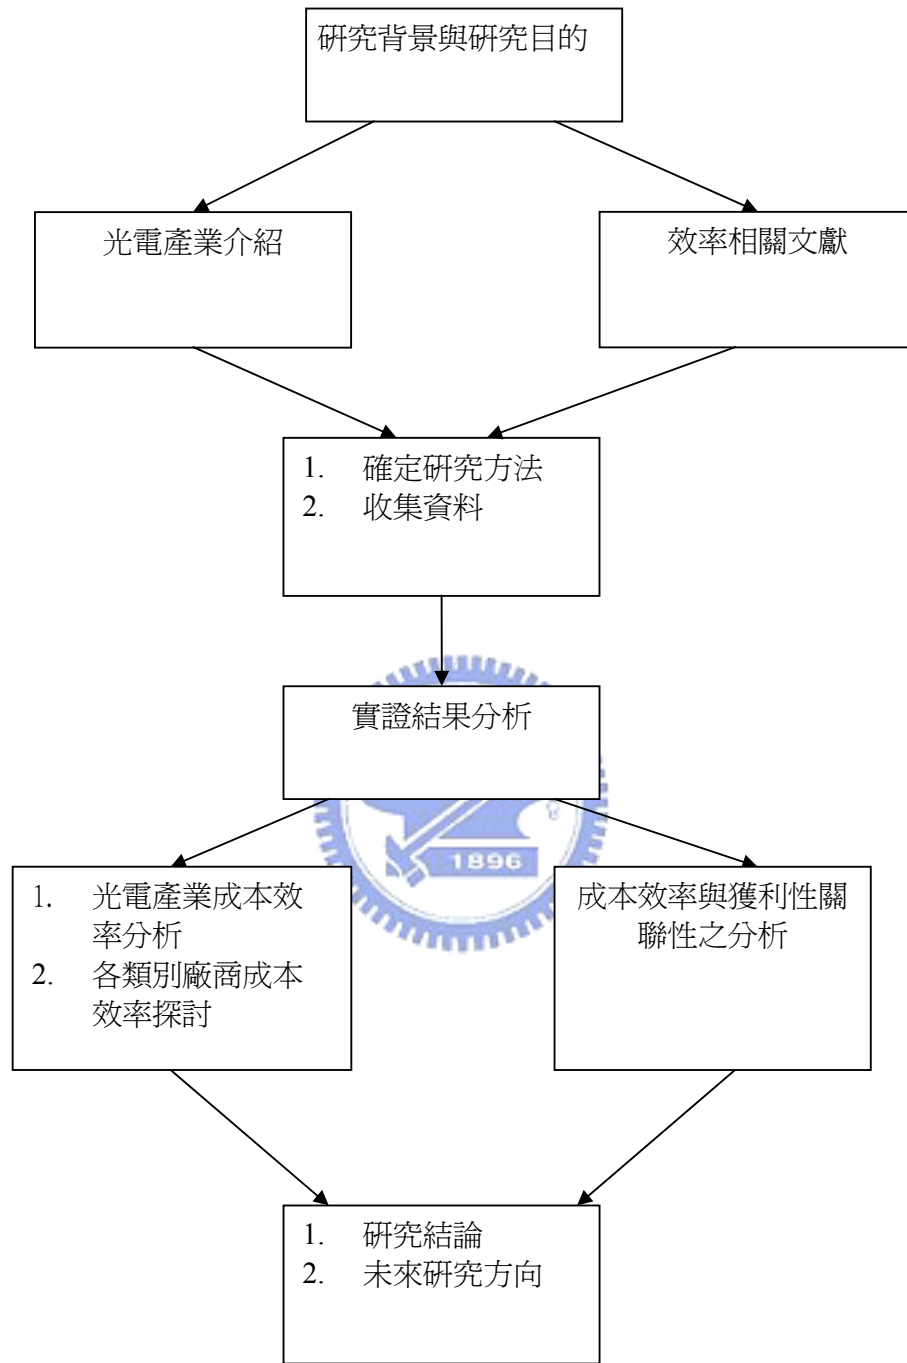 研究背景與研究目的
光電產業介紹
效率相關文獻
1. 確定研究方法
2. 收集資料
實證結果分析
1896
1. 光電產業成本效
率分析
2. 各類別廠商成本
效率探討
成本效率與獲利性關
聯性之分析
1. 研究結論
2. 未來研究方向